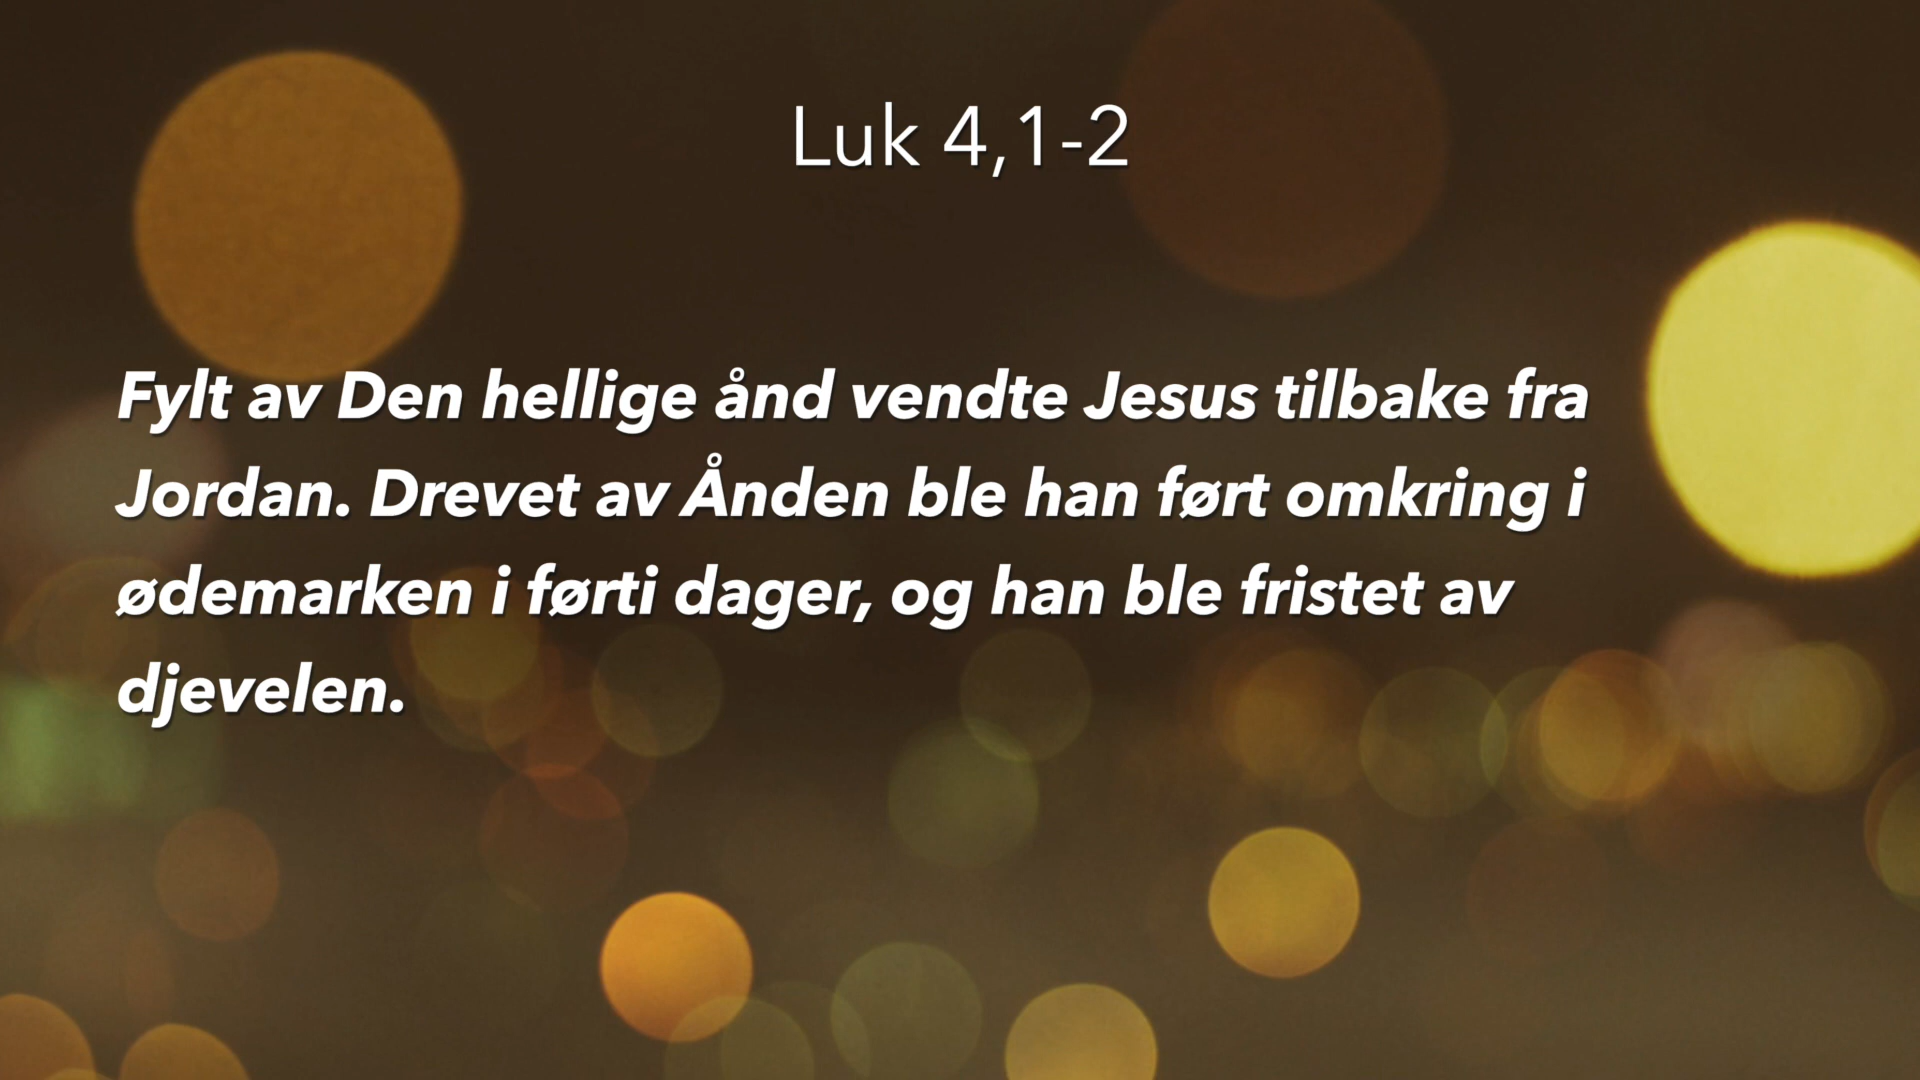 Luk 4,1-2
Fylt av Den hellige ånd vendte Jesus tilbake fra
Jordan. Drevet av Ånden ble han ført omkring i
ødemarken i førti dager, og han ble fristet av
djevelen.